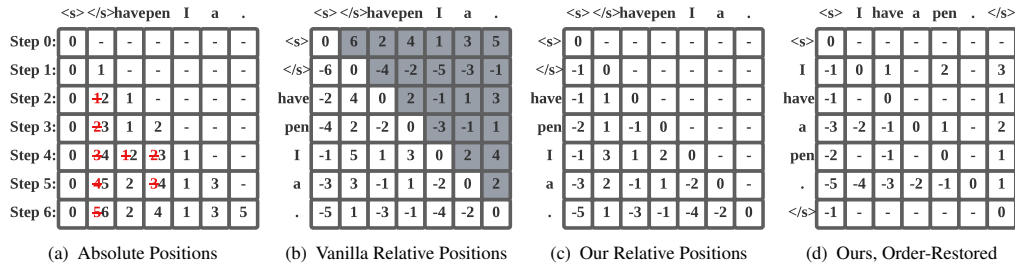 <s> </s> have pen I a .
Step 0: 0 - - - - - -
Step 1: 0 1 - - - - -
Step 2: 0 12 1 - - - -
Step 3: 0 23 1 2 - - -
Step 4: 0 34 12 23 1 - -
Step 5: 0 45 2 34 1 3 -
Step 6: 0 56 2 4 1 3 5
(a) Absolute Positions
<s> </s> have pen I a .
<s> 0 6 2 4 1 3 5
</s> -6 0 -4 -2 -5 -3 -1
have -2 4 0 2 -1 1 3
pen -4 2 -2 0 -3 -1 1
I -1 5 1 3 0 2 4
a -3 3 -1 1 -2 0 2
. -5 1 -3 -1 -4 -2 0
(b) Vanilla Relative Positions
<s> </s> have pen I a .
<s> 0 - - - - - -
</s> -1 0 - - - - -
have -1 1 0 - - - -
pen -2 1 -1 0 - - -
I -1 3 1 2 0 - -
a -3 2 -1 1 -2 0 -
. -5 1 -3 -1 -4 -2 0
(c) Our Relative Positions
<s> I have a pen . </s>
<s> 0 - - - - - -
I -1 0 1 - 2 - 3
have -1 - 0 - - - 1
a -3 -2 -1 0 1 - 2
pen -2 - -1 - 0 - 1
. -5 -4 -3 -2 -1 0 1
</s> -1 - - - - - 0
(d) Ours, Order-Restored